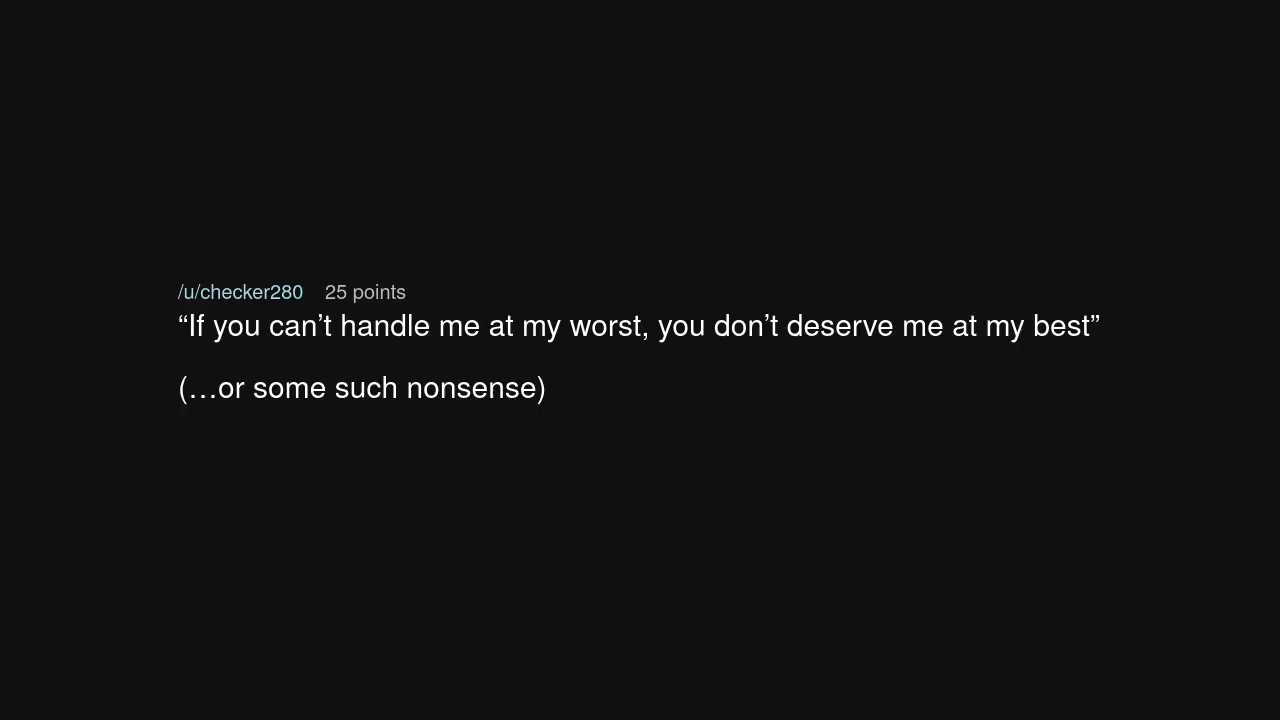 /u/checker280 25 points
“If you can’t handle me at my worst, you don’t deserve me at my best”
(…or some such nonsense)